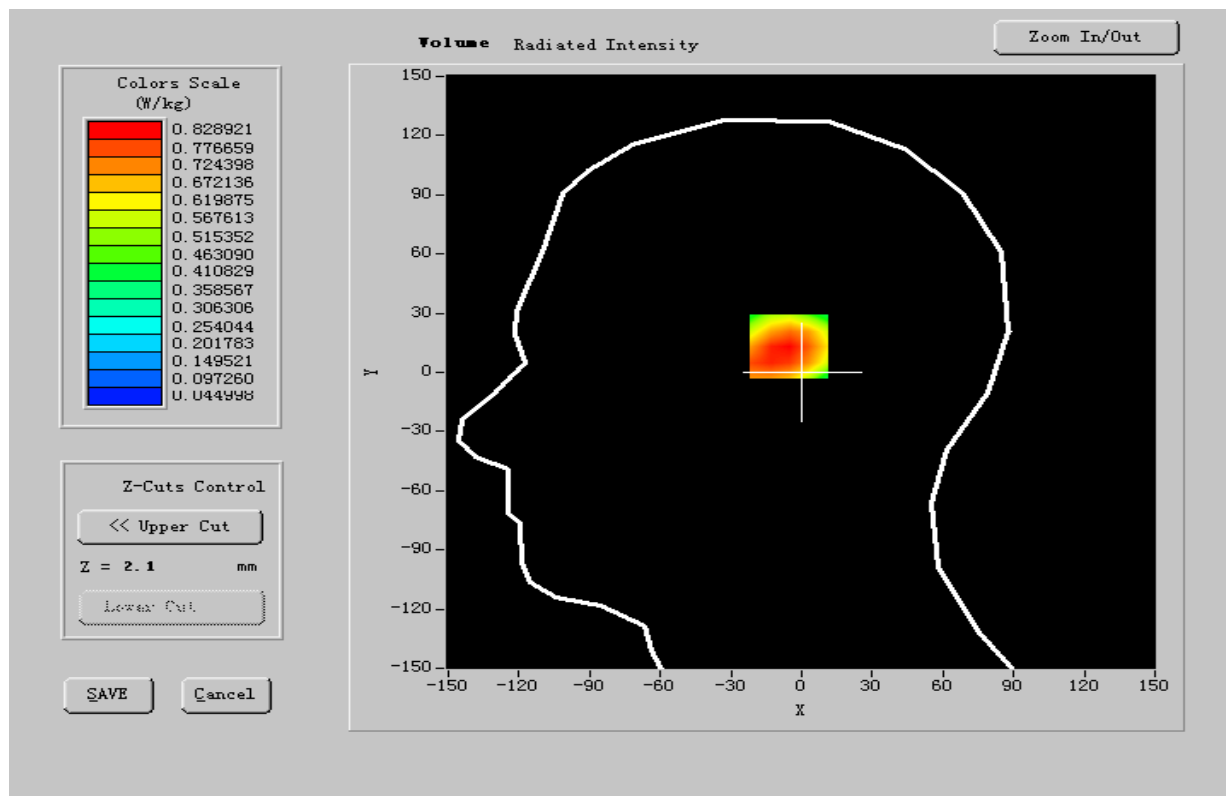 Volume Radiated Intensity
Zoom In/Out
Colors Scale
(W/kg)
0.828921
0.776659
0.724398
0.672136
0.619875
0.567613
0.515352
0.463090
0.410829
0.358567
0.306306
0.254044
0.201783
0.149521
0.097260
0.044998
Z-Cuts Control
<< Upper Cut
Z = 2.1 mm
Lower Cut
SAVE
Cancel
150
120
90
60
30
0
-30
-60
-90
-120
-150
Y
-150 -120 -90 -60 -30 0 30 60 90 120 150
X